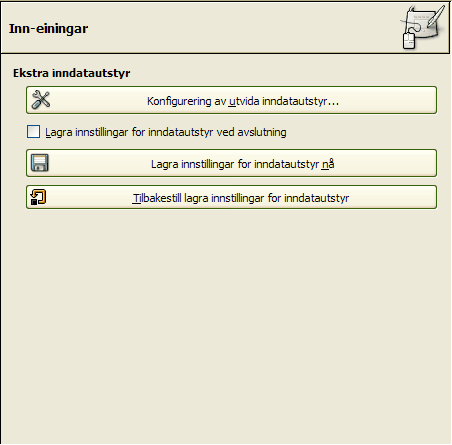 Inn-einingar
Ekstra inndatautstyr
Konfigurering av utvida inndatautstyr...
Lagra innstillingar for inndatautstyr ved avslutning
Lagra innstillingar for inndatautstyr nå
Tilbakestill lagra innstillingar for inndatautstyr